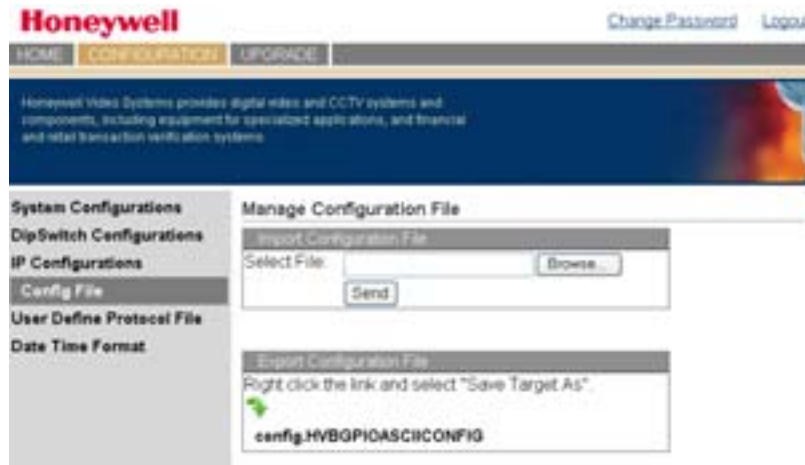 Honeywell
Change Password Logout
HOME CONFIGURATION UPGRADE
Honeywell Video Systems provides digital video and CCTV systems and
components, including equipment for specialized applications, and financial
and retail transaction verification systems
System Configurations
DipSwitch Configurations
IP Configurations
Config File
User Define Protocol File
Date Time Format
Manage Configuration File
Import Configuration File
Select File:
Browse...
Send
Export Configuration File
Right click the link and select "Save Target As".
config.HVBGPIOASCIICONFIG